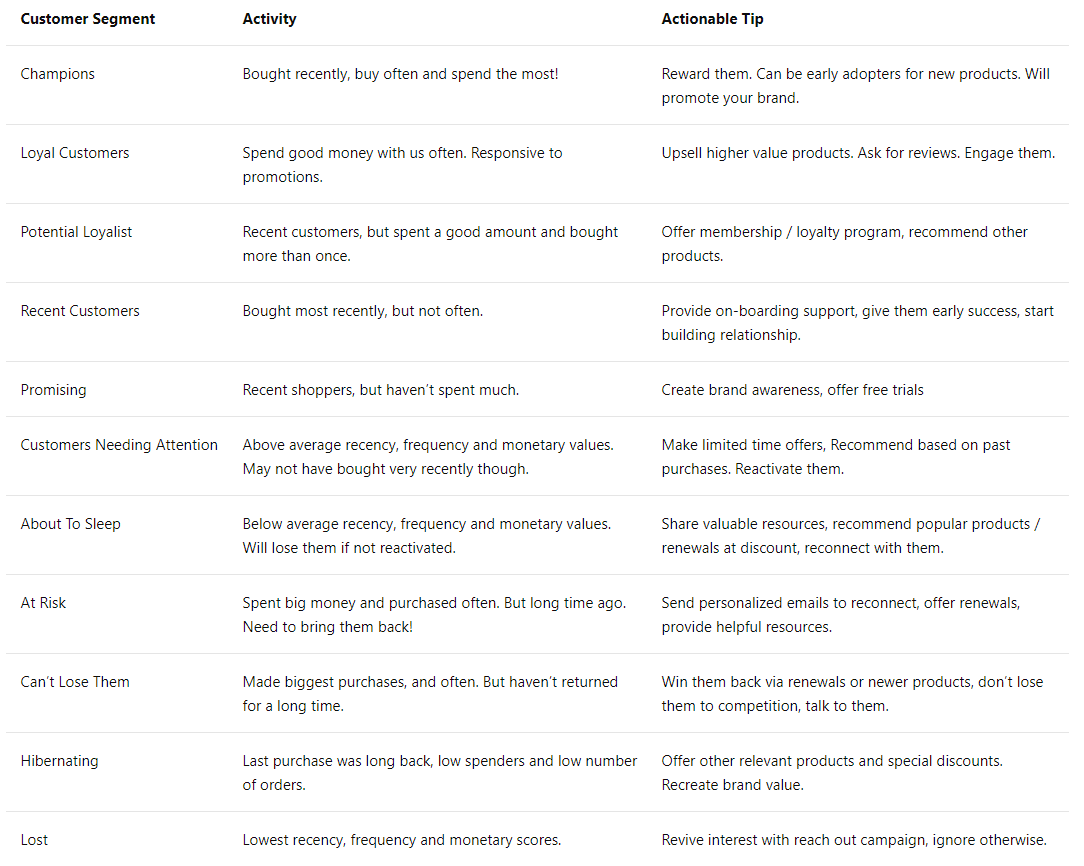 Customer Segment Activity Actionable Tip
Champions Bought recently, buy often and spend the most! Reward them. Can be early adopters for new products. Will
promote your brand.
Loyal Customers Spend good money with us often. Responsive to Upsell higher value products. Ask for reviews. Engage them.
promotions.
Potential Loyalist Recent customers, but spent a good amount and bought Offer membership / loyalty program, recommend other
more than once. products.
Recent Customers Bought most recently, but not often. Provide on-boarding support, give them early success, start
building relationship.
Promising Recent shoppers, but haven’t spent much. Create brand awareness, offer free trials
Customers Needing Attention Above average recency, frequency and monetary values. Make limited time offers, Recommend based on past
May not have bought very recently though. purchases. Reactivate them.
About To Sleep Below average recency, frequency and monetary values. Share valuable resources, recommend popular products /
Will lose them if not reactivated. renewals at discount, reconnect with them.
At Risk Spent big money and purchased often. But long time ago. Send personalized emails to reconnect, offer renewals,
Need to bring them back! provide helpful resources.
Can’t Lose Them Made biggest purchases, and often. But haven’t returned Win them back via renewals or newer products, don’t lose
for a long time. them to competition, talk to them.
Hibernating Last purchase was long back, low spenders and low number Offer other relevant products and special discounts.
of orders. Recreate brand value.
Lost Lowest recency, frequency and monetary scores. Revive interest with reach out campaign, ignore otherwise.